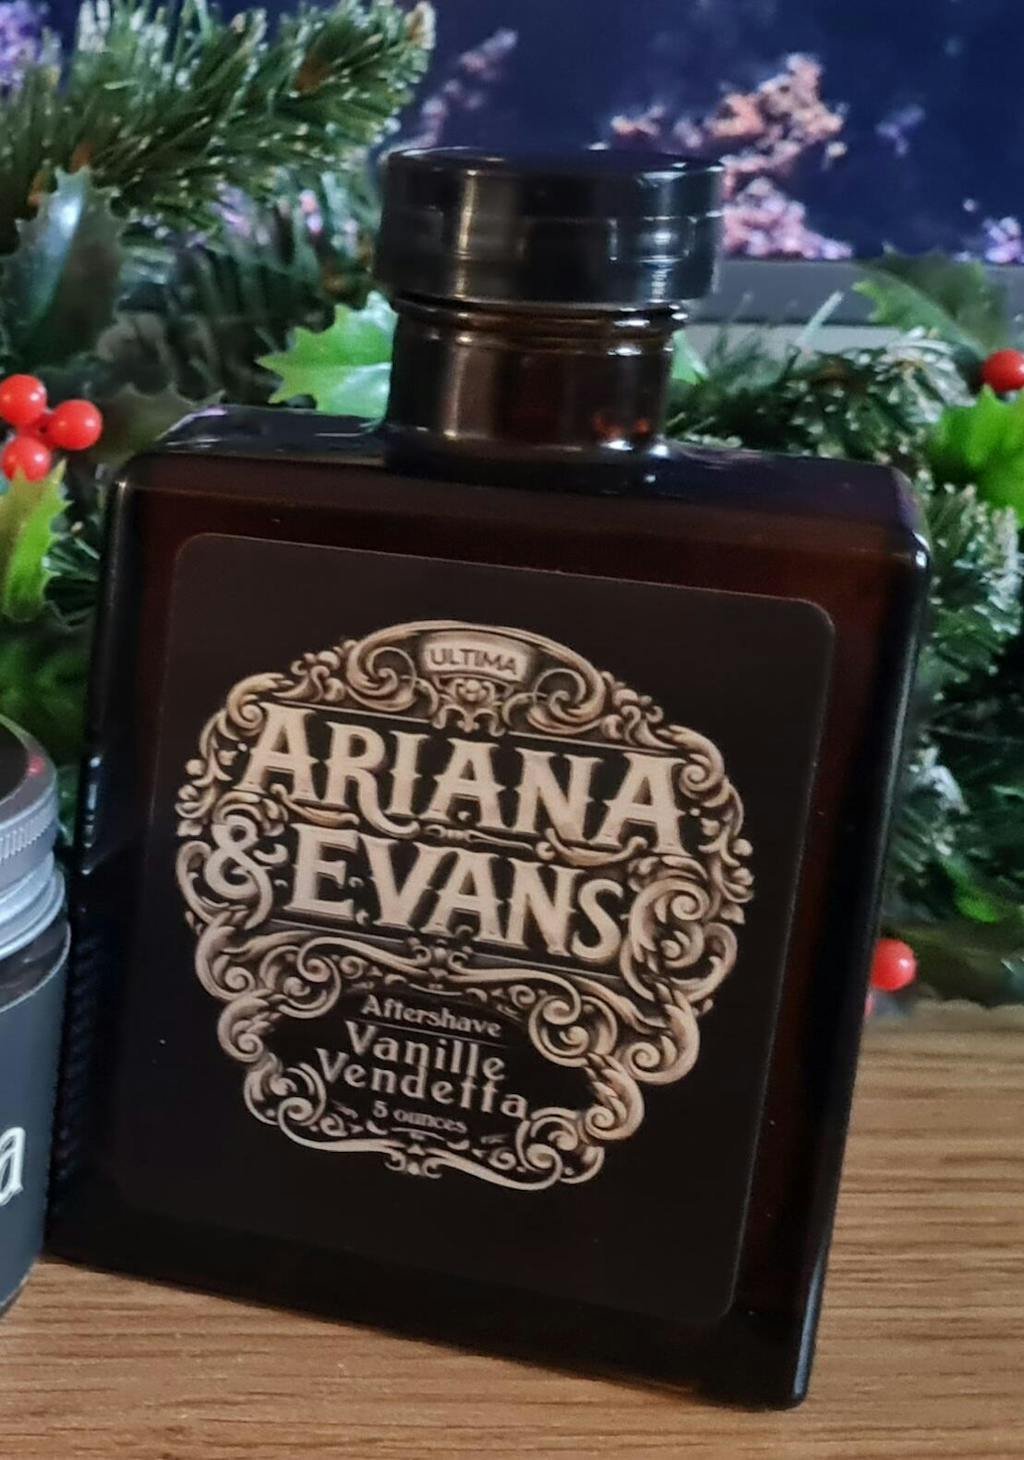 ULTIMA
ARIANA
& EVANS
Aftershave
Vanille
Vendetta
5 ounces
a